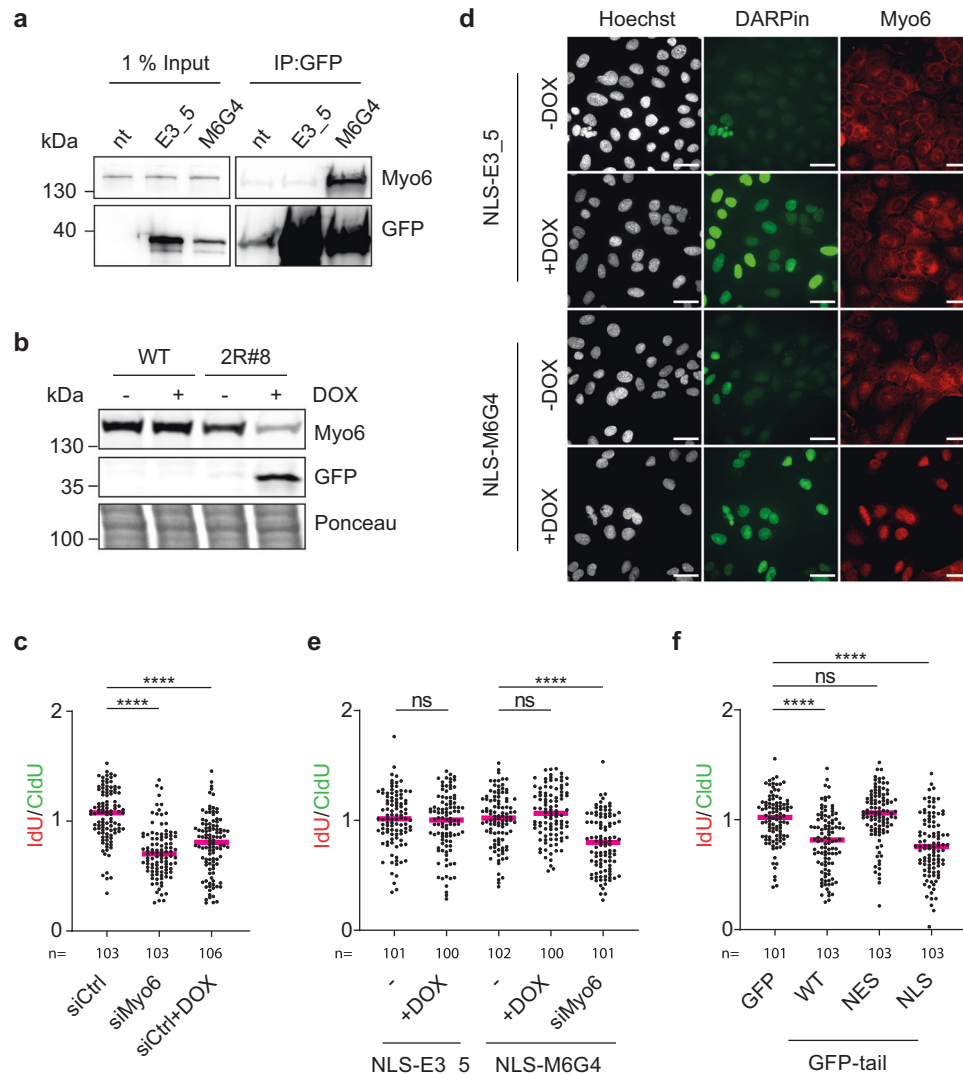 a
1 % Input IP:GFP
kDa nt E3_5 M6G4 nt E3_5 M6G4
130 Myo6
40 GFP
b
WT 2R#8
kDa - + - + DOX
130 Myo6
35 GFP
100 Ponceau
d
Hoechst DARPin Myo6
NLS-E3_5
-DOX
+DOX
NLS-M6G4
-DOX
+DOX
c
****
****
IdU/CldU
2
1
0
n= 103 103 106
siCtrl siMyo6 siCtrl+DOX
e
****
ns ns
IdU/CldU
2
1
0
n= 101 100 102 100 101
- +DOX - +DOX siMyo6
NLS-E3_5 NLS-M6G4
f
****
ns
****
IdU/CldU
2
1
0
n= 101 103 103 103
GFP WT NES NLS
GFP-tail